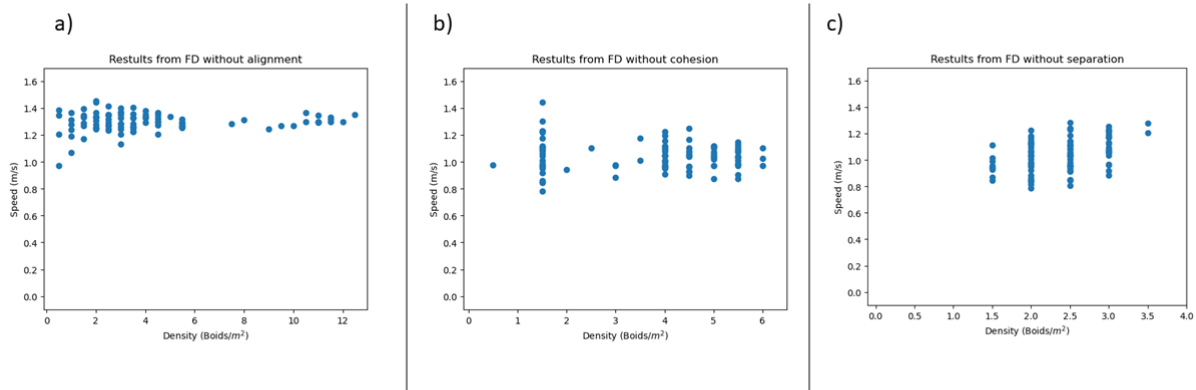 a)
Restults from FD without alignment
1.6
1.4
1.2
1.0
0.8
0.6
0.4
0.2
0.0
Speed (m/s)
0 2 4 6 8 10 12
Density (Boids/m²)
b)
Restults from FD without cohesion
1.6
1.4
1.2
1.0
0.8
0.6
0.4
0.2
0.0
Speed (m/s)
0 1 2 3 4 5 6
Density (Boids/m²)
c)
Restults from FD without separation
1.6
1.4
1.2
1.0
0.8
0.6
0.4
0.2
0.0
Speed (m/s)
0.0 0.5 1.0 1.5 2.0 2.5 3.0 3.5 4.0
Density (Boids/m²)